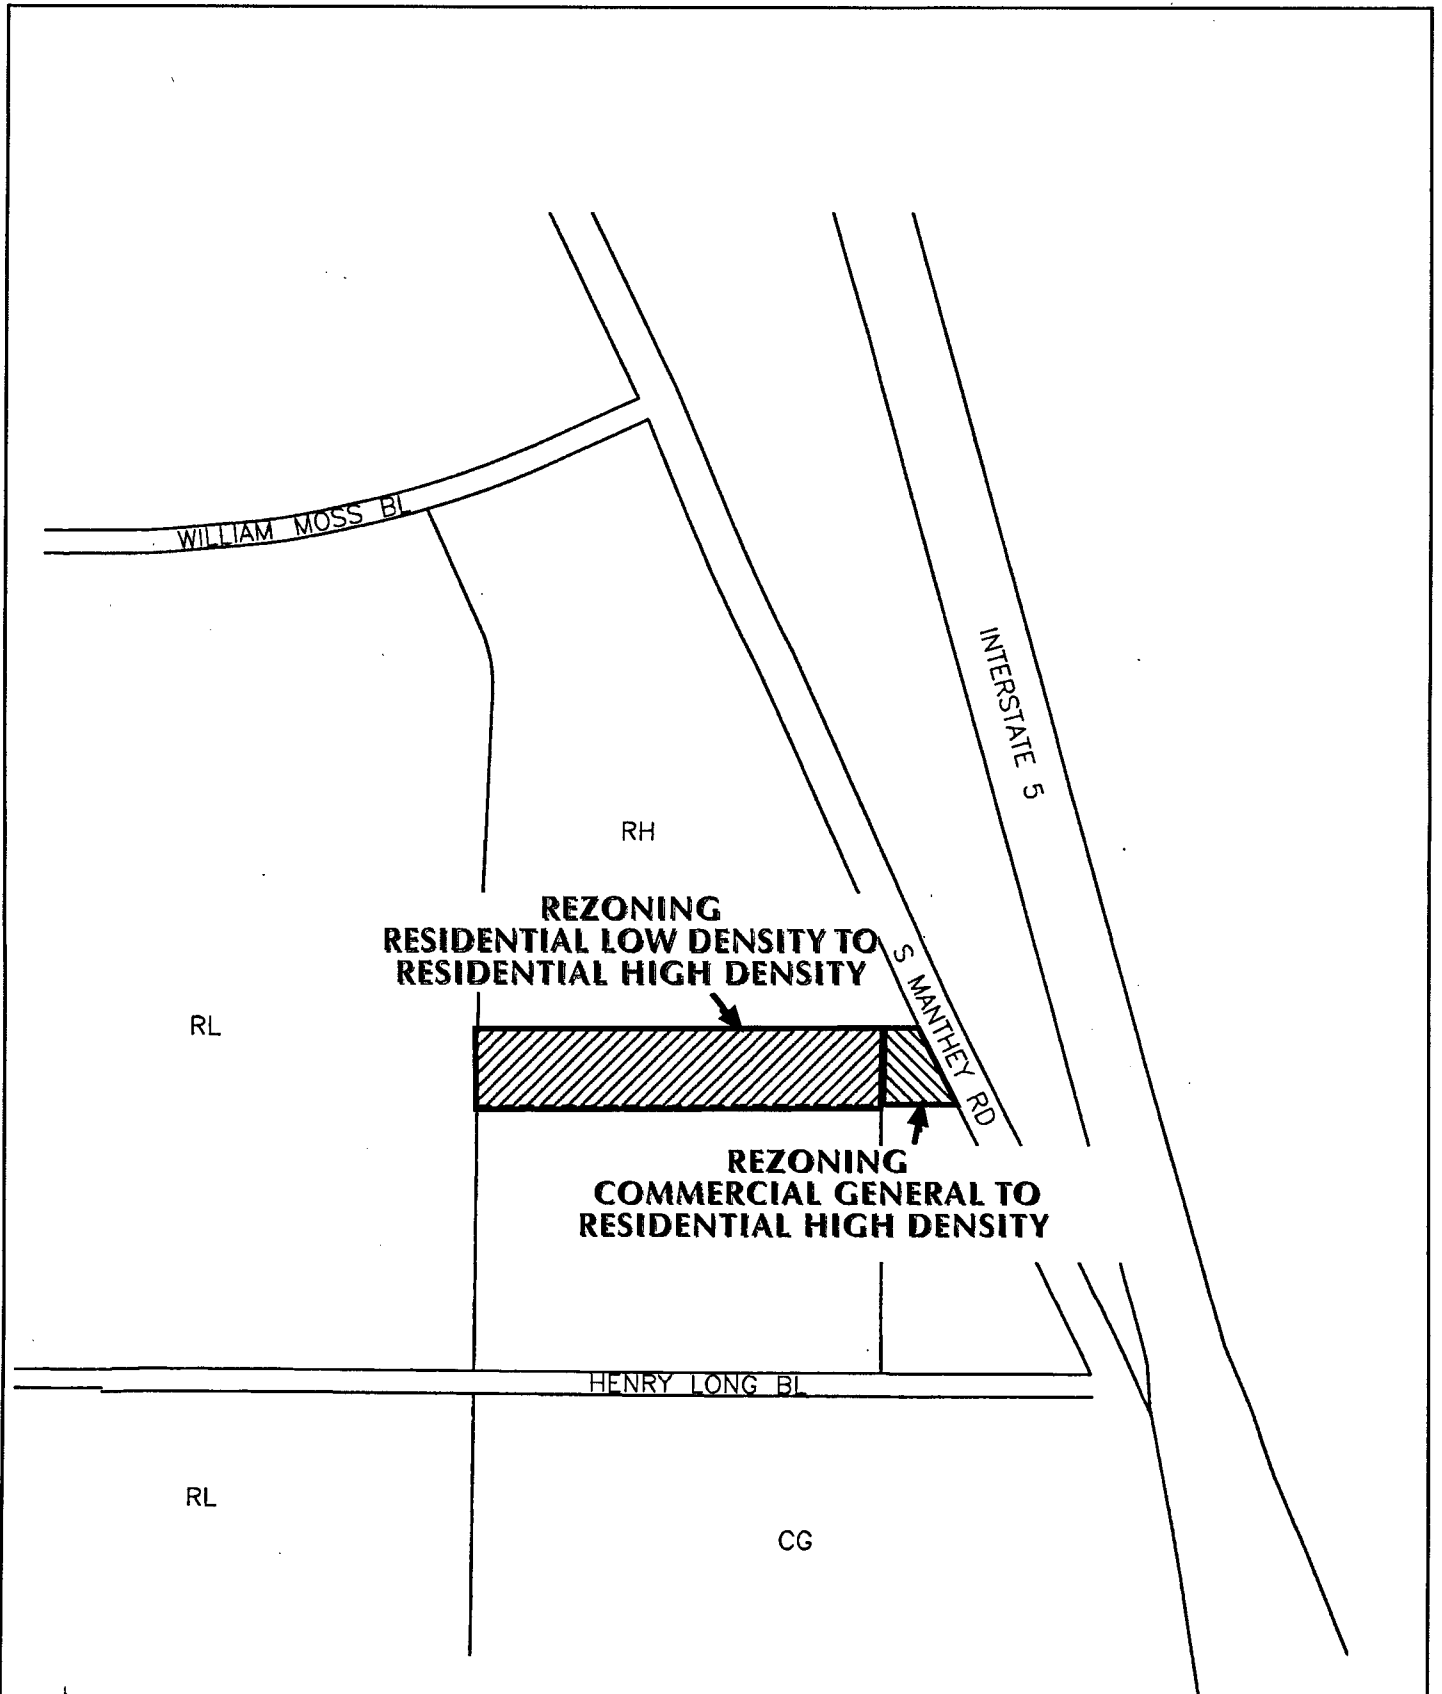 WILLIAM MOSS BL
INTERSTATE 5
RH
REZONING
RESIDENTIAL LOW DENSITY TO
RESIDENTIAL HIGH DENSITY
S MANTHEY RD
RL
REZONING
COMMERCIAL GENERAL TO
RESIDENTIAL HIGH DENSITY
HENRY LONG BL
RL
CG